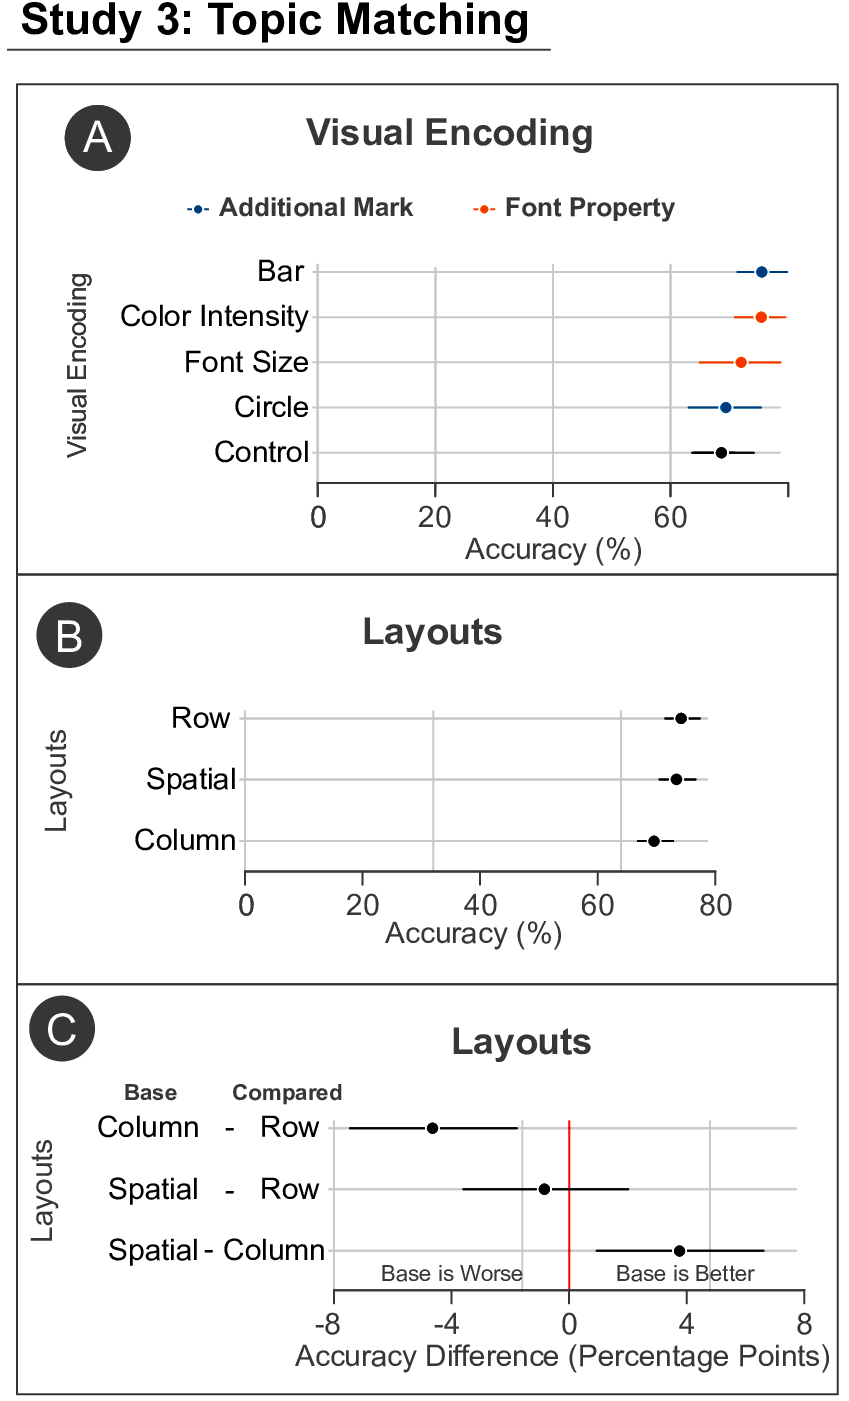 Study 3: Topic Matching
A
Visual Encoding
Additional Mark Font Property
Visual Encoding
Bar
Color Intensity
Font Size
Circle
Control
0 20 40 60
Accuracy (%)
B
Layouts
Layouts
Row
Spatial
Column
0 20 40 60 80
Accuracy (%)
C
Layouts
Base Compared
Layouts
Column - Row
Spatial - Row
Spatial - Column
Base is Worse Base is Better
-8 -4 0 4 8
Accuracy Difference (Percentage Points)